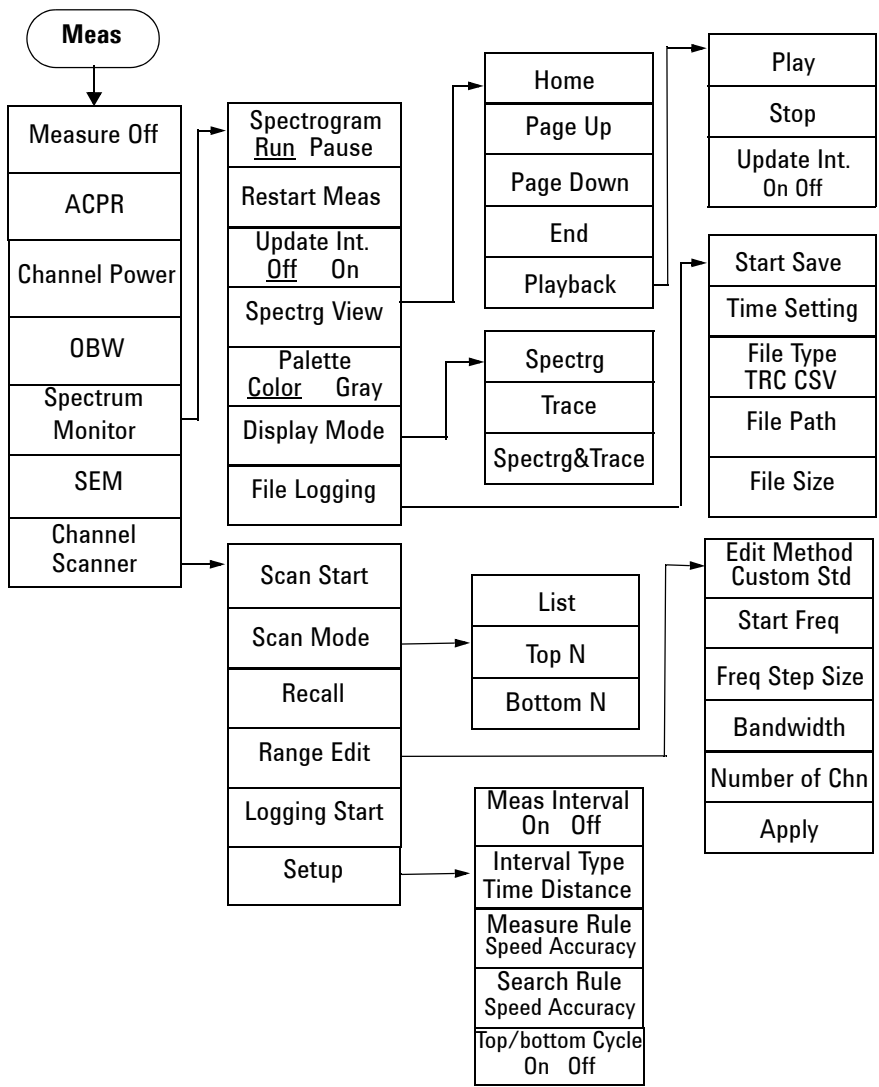 Meas
Measure Off
ACPR
Channel Power
OBW
Spectrum
Monitor
SEM
Channel
Scanner
Spectrogram
Run Pause
Restart Meas
Update Int.
Off On
Spectrg View
Palette
Color Gray
Display Mode
File Logging
Home
Page Up
Page Down
End
Playback
Play
Stop
Update Int.
On Off
Spectrg
Trace
Spectrg&Trace
Start Save
Time Setting
File Type
TRC CSV
File Path
File Size
Scan Start
Scan Mode
Recall
Range Edit
Logging Start
Setup
List
Top N
Bottom N
Edit Method
Custom Std
Start Freq
Freq Step Size
Bandwidth
Number of Chn
Apply
Meas Interval
On Off
Interval Type
Time Distance
Measure Rule
Speed Accuracy
Search Rule
Speed Accuracy
Top/bottom Cycle
On Off